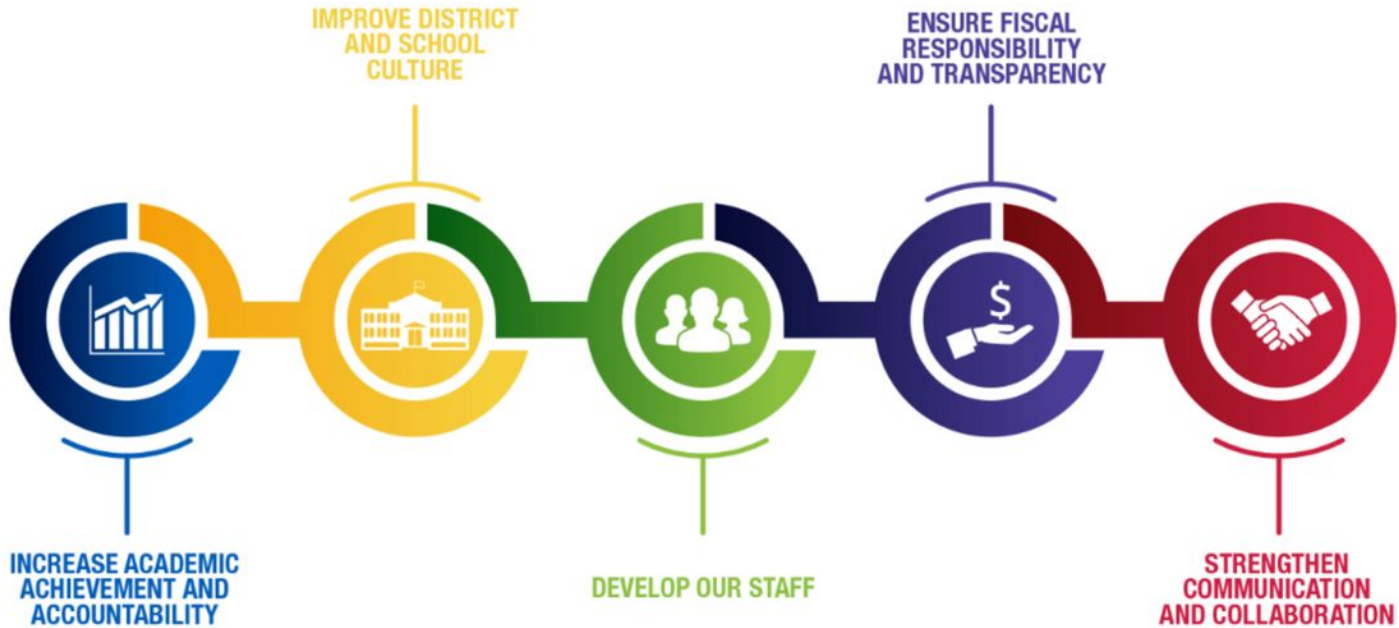 IMPROVE DISTRICT
AND SCHOOL
CULTURE
ENSURE FISCAL
RESPONSIBILITY
AND TRANSPARENCY
$
INCREASE ACADEMIC
ACHIEVEMENT AND
ACCOUNTABILITY
DEVELOP OUR STAFF
STRENGTHEN
COMMUNICATION
AND COLLABORATION